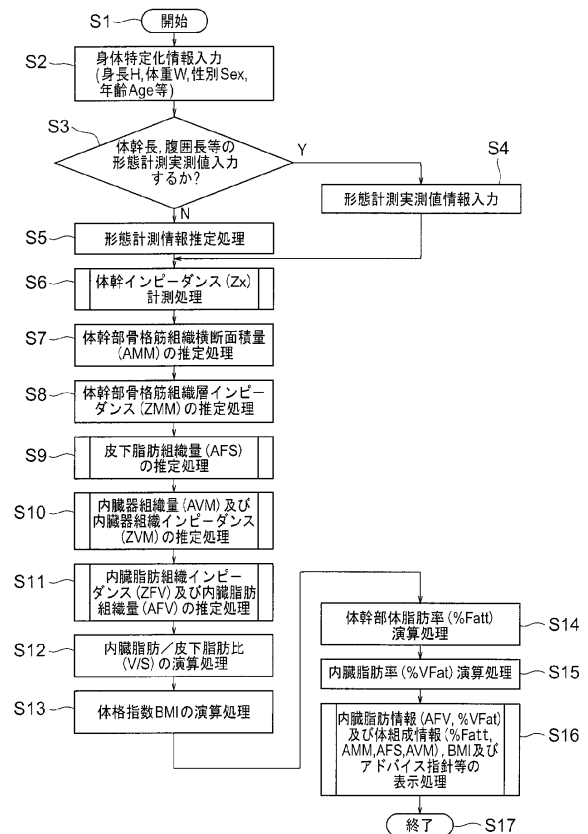 S1
開始
S2
身体特定化情報入力
(身長H,体重W,性別Sex,
年齢Age等)
S3
体幹長,腹囲長等の
形態計測実測値入力
するか?
Y
N
S4
形態計測実測値情報入力
S5
形態計測情報推定処理
S6
体幹インピーダンス(Zx)
計測処理
S7
体幹部骨格筋組織横断面積量
(AMM)の推定処理
S8
体幹部骨格筋組織層インピ
ーダンス(ZMM)の推定処理
S9
皮下脂肪組織量(AFS)
の推定処理
S10
内臓器組織量(AVM)及び
内臓器組織インピーダンス
(ZVM)の推定処理
S11
内臓脂肪組織インピー
ダンス(ZFV)及び内臓脂肪
組織量(AFV)の推定処理
S12
内臓脂肪/皮下脂肪比
(V/S)の演算処理
S13
体格指数BMIの演算処理
体幹部体脂肪率(%Fatt)
演算処理
S14
内臓脂肪率(%VFat)演算処理
S15
内臓脂肪情報(AFV,%VFat)
及び体組成情報(%Fatt,
AMM,AFS,AVM),BMI及び
アドバイス指針等の
表示処理
S16
終了
S17